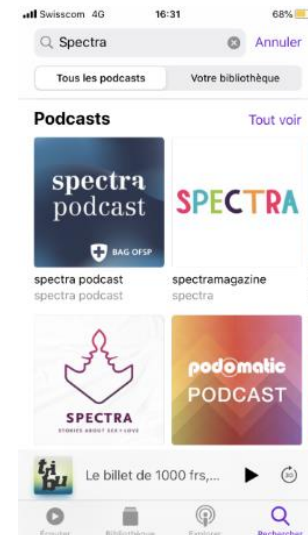 Swisscom 4G 16:31 68%
Spectra Annuler
Tous les podcasts Votre bibliothèque
Podcasts Tout voir
spectra
podcast
BAG OFSP
SPECTRA
spectra podcast spectramagazine
spectra podcast spectra
SPECTRA
STORIES ABOUT SEX + LOVE
podomatic
PODCAST
tribu
Le billet de 1000 frs,...
30
Écouter Bibliothèque Explorer Rechercher